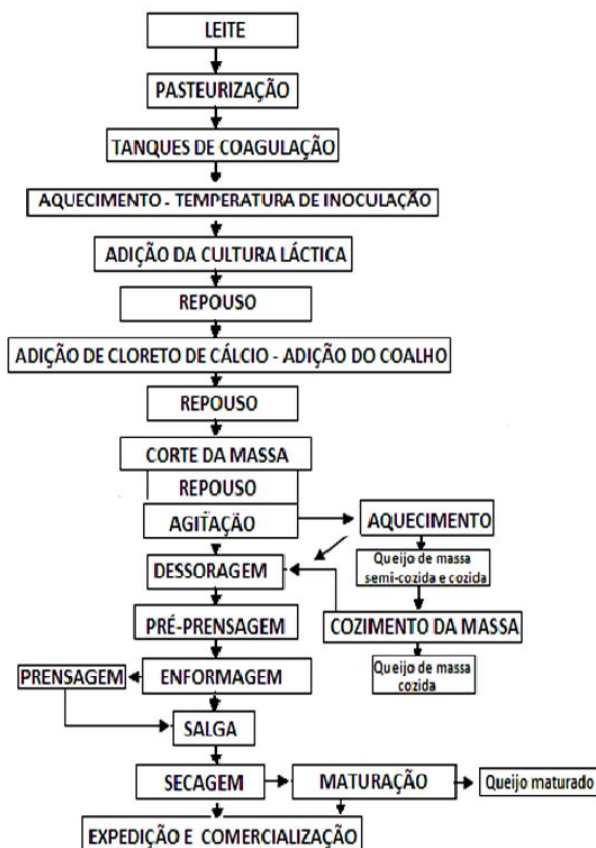 LEITE
PASTEURIZAÇÃO
TANQUES DE COAGULAÇÃO
AQUECIMENTO - TEMPERATURA DE INOCULAÇÃO
ADIÇÃO DA CULTURA LÁCTICA
REPOUSO
ADIÇÃO DE CLORETO DE CÁLCIO - ADIÇÃO DO COALHO
REPOUSO
CORTE DA MASSA
REPOUSO
AGITAÇÃO
AQUECIMENTO
Queijo de massa
semi-cozida e cozida
DESSORAGEM
PRÉ-PRENSAGEM
COZIMENTO DA MASSA
Queijo de massa
cozida
PRENSAGEM
ENFORMAGEM
SALGA
SECAGEM
MATURAÇÃO
Queijo maturado
EXPEDIÇÃO E COMERCIALIZAÇÃO